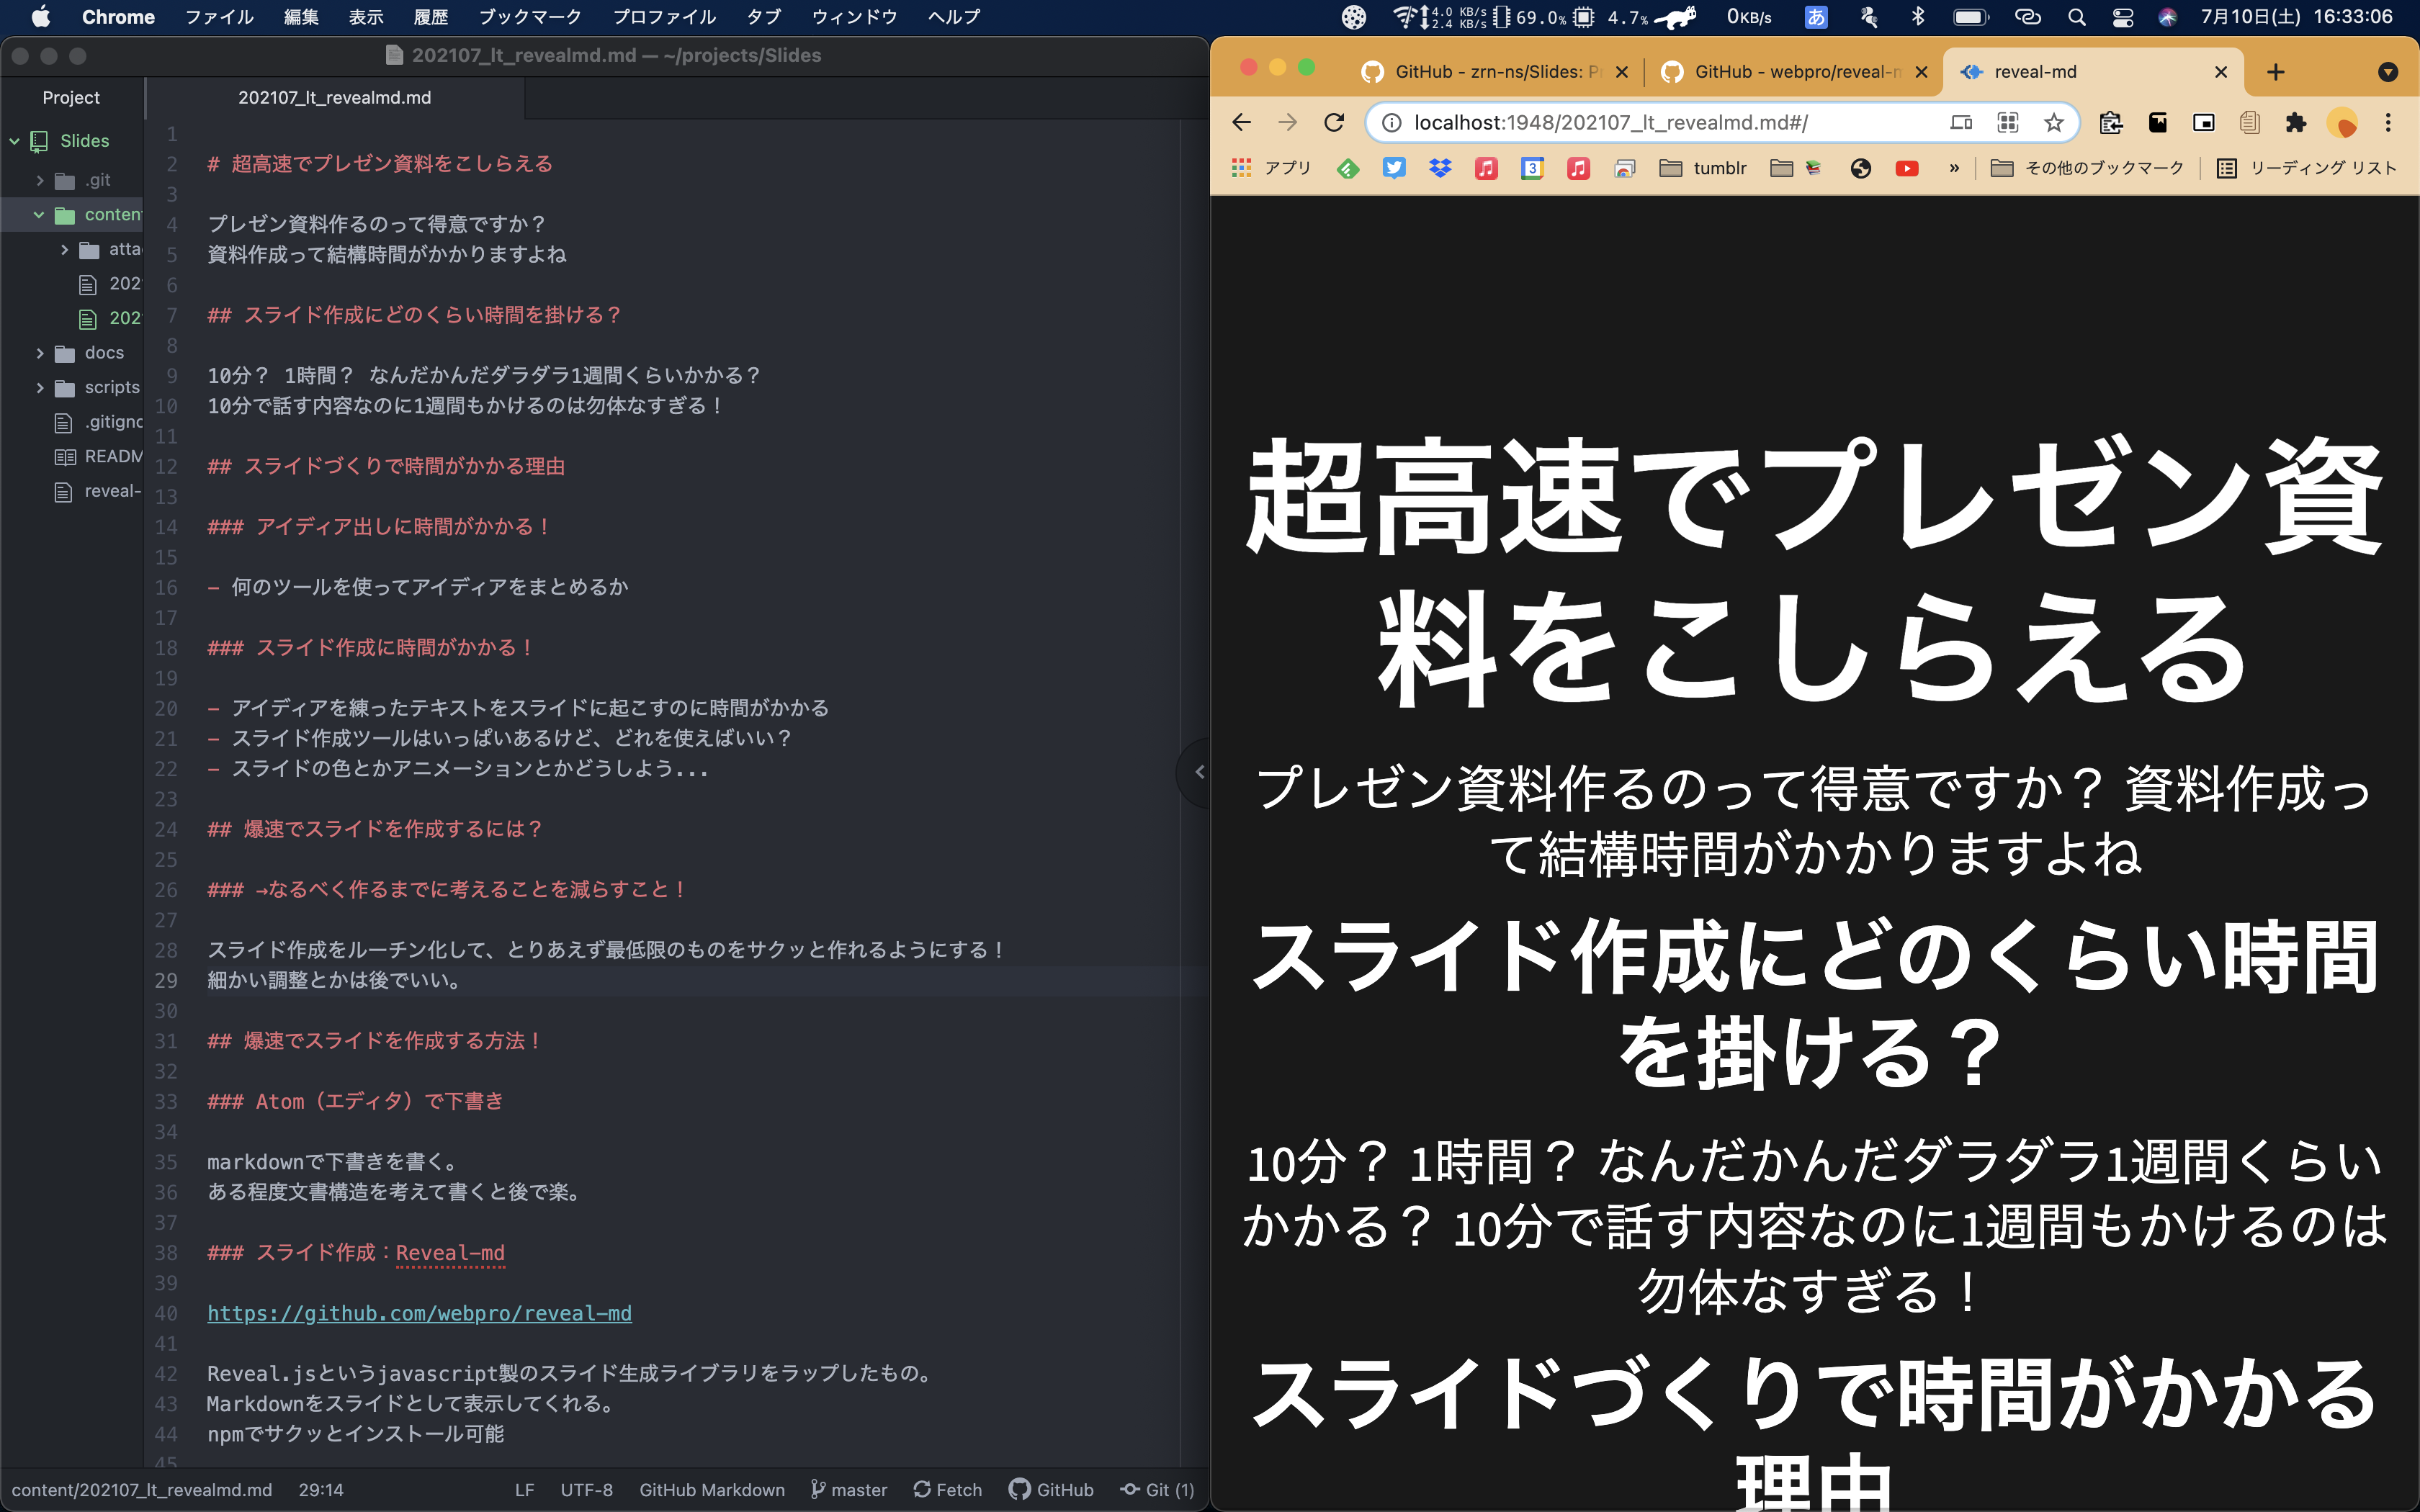 Chrome ファイル 編集 表示 履歴 ブックマーク プロファイル タブ ウィンドウ ヘルプ
4.0 KB/s
2.4 KB/s
69.0% 4.7% 0KB/s あ 7月10日(土) 16:33:06
202107_lt_revealmd.md — ~/projects/Slides
Project
202107_lt_revealmd.md
Slides
.git
conten
atta
202
202
docs
scripts
.gitigno
READM
reveal-
1
2 # 超高速でプレゼン資料をこしらえる
3
4 プレゼン資料作るのって得意ですか？
5 資料作成って結構時間がかかりますよね
6
7 ## スライド作成にどのくらい時間を掛ける？
8
9 10分？ 1時間？ なんだかんだダラダラ1週間くらいかかる？
10 10分で話す内容なのに1週間もかけるのは勿体なすぎる！
11
12 ## スライドづくりで時間がかかる理由
13
14 ### アイディア出しに時間がかかる！
15
16 - 何のツールを使ってアイディアをまとめるか
17
18 ### スライド作成に時間がかかる！
19
20 - アイディアを練ったテキストをスライドに起こすのに時間がかかる
21 - スライド作成ツールはいっぱいあるけど、どれを使えばいい？
22 - スライドの色とかアニメーションとかどうしよう...
23
24 ## 爆速でスライドを作成するには？
25
26 ### →なるべく作るまでに考えることを減らすこと！
27
28 スライド作成をルーチン化して、とりあえず最低限のものをサクッと作れるようにする！
29 細かい調整とかは後でいい。
30
31 ## 爆速でスライドを作成する方法！
32
33 ### Atom（エディタ）で下書き
34
35 markdownで下書きを書く。
36 ある程度文書構造を考えて書くと後で楽。
37
38 ### スライド作成：Reveal-md
39
40 https://github.com/webpro/reveal-md
41
42 Reveal.jsというjavascript製のスライド生成ライブラリをラップしたもの。
43 Markdownをスライドとして表示してくれる。
44 npmでサクッとインストール可能
45
content/202107_lt_revealmd.md 29:14 LF UTF-8 GitHub Markdown master Fetch GitHub Git (1)
GitHub - zrn-ns/Slides: P
GitHub - webpro/reveal-m
reveal-md
localhost:1948/202107_lt_revealmd.md#/
アプリ 3 tumblr » その他のブックマーク リーディング リスト
超高速でプレゼン資
料をこしらえる
プレゼン資料作るのって得意ですか？ 資料作成っ
て結構時間がかかりますよね
スライド作成にどのくらい時間
を掛ける？
10分？ 1時間？ なんだかんだダラダラ1週間くらい
かかる？ 10分で話す内容なのに1週間もかけるのは
勿体なすぎる！
スライドづくりで時間がかかる
理由